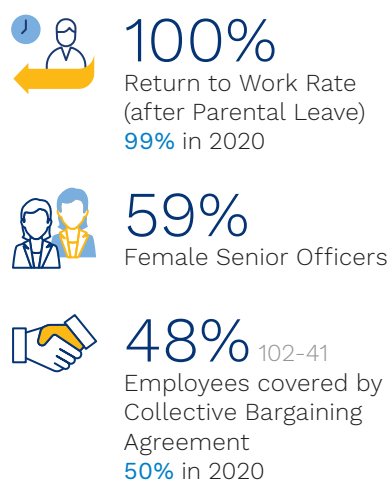 100%
Return to Work Rate
(after Parental Leave)
99% in 2020
59%
Female Senior Officers
48% 102-41
Employees covered by
Collective Bargaining
Agreement
50% in 2020